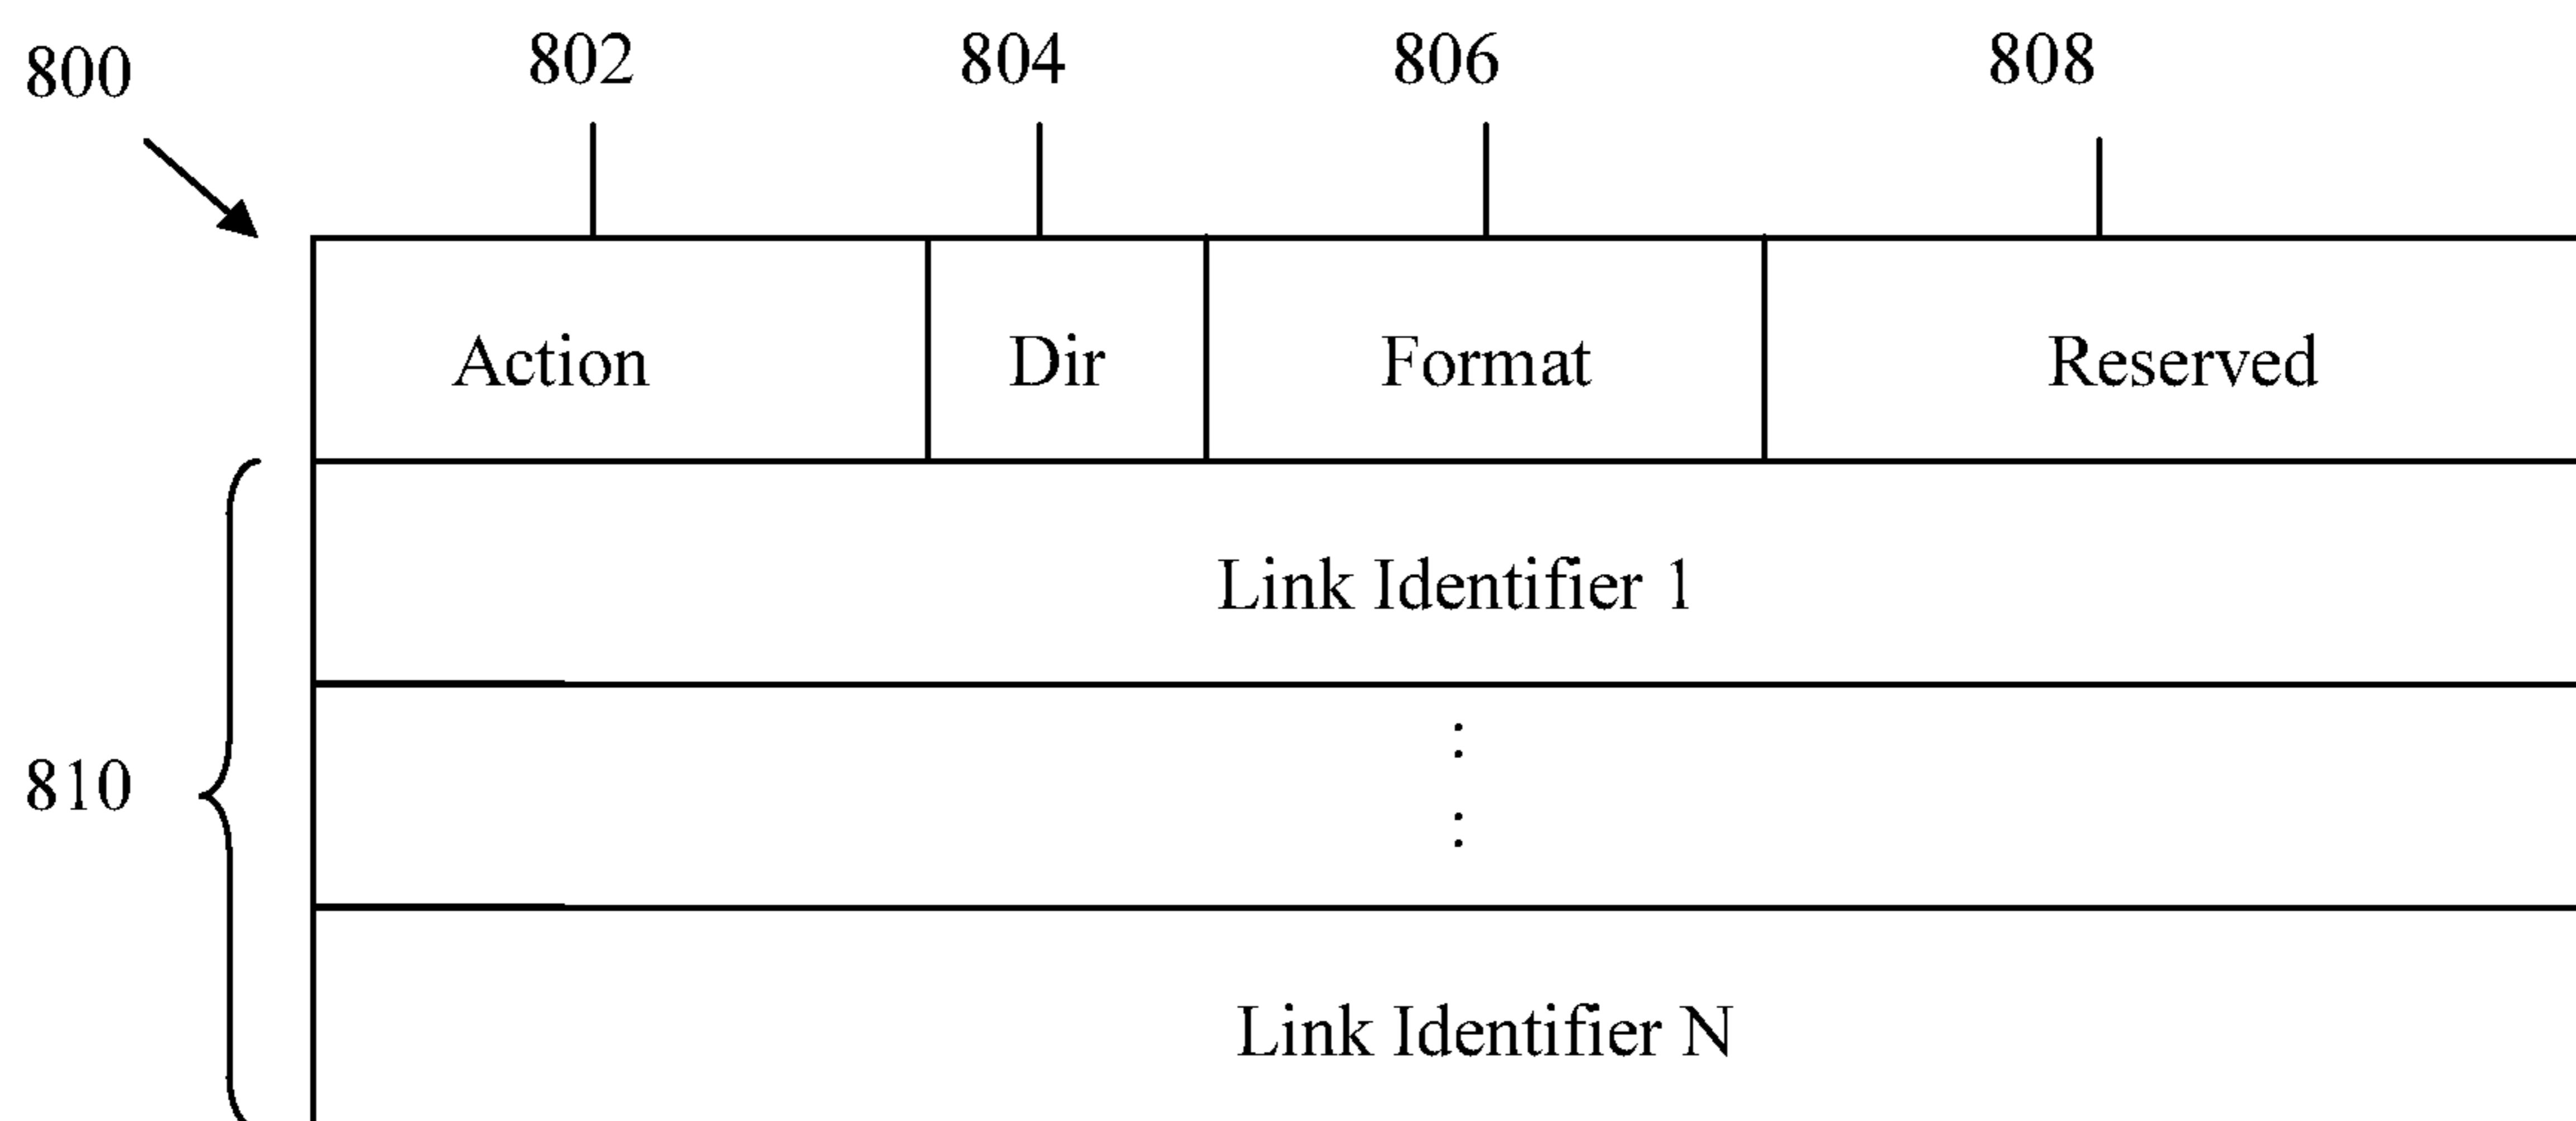 800 802 804 806 808
Action Dir Format Reserved
Link Identifier 1
:
:
810
Link Identifier N